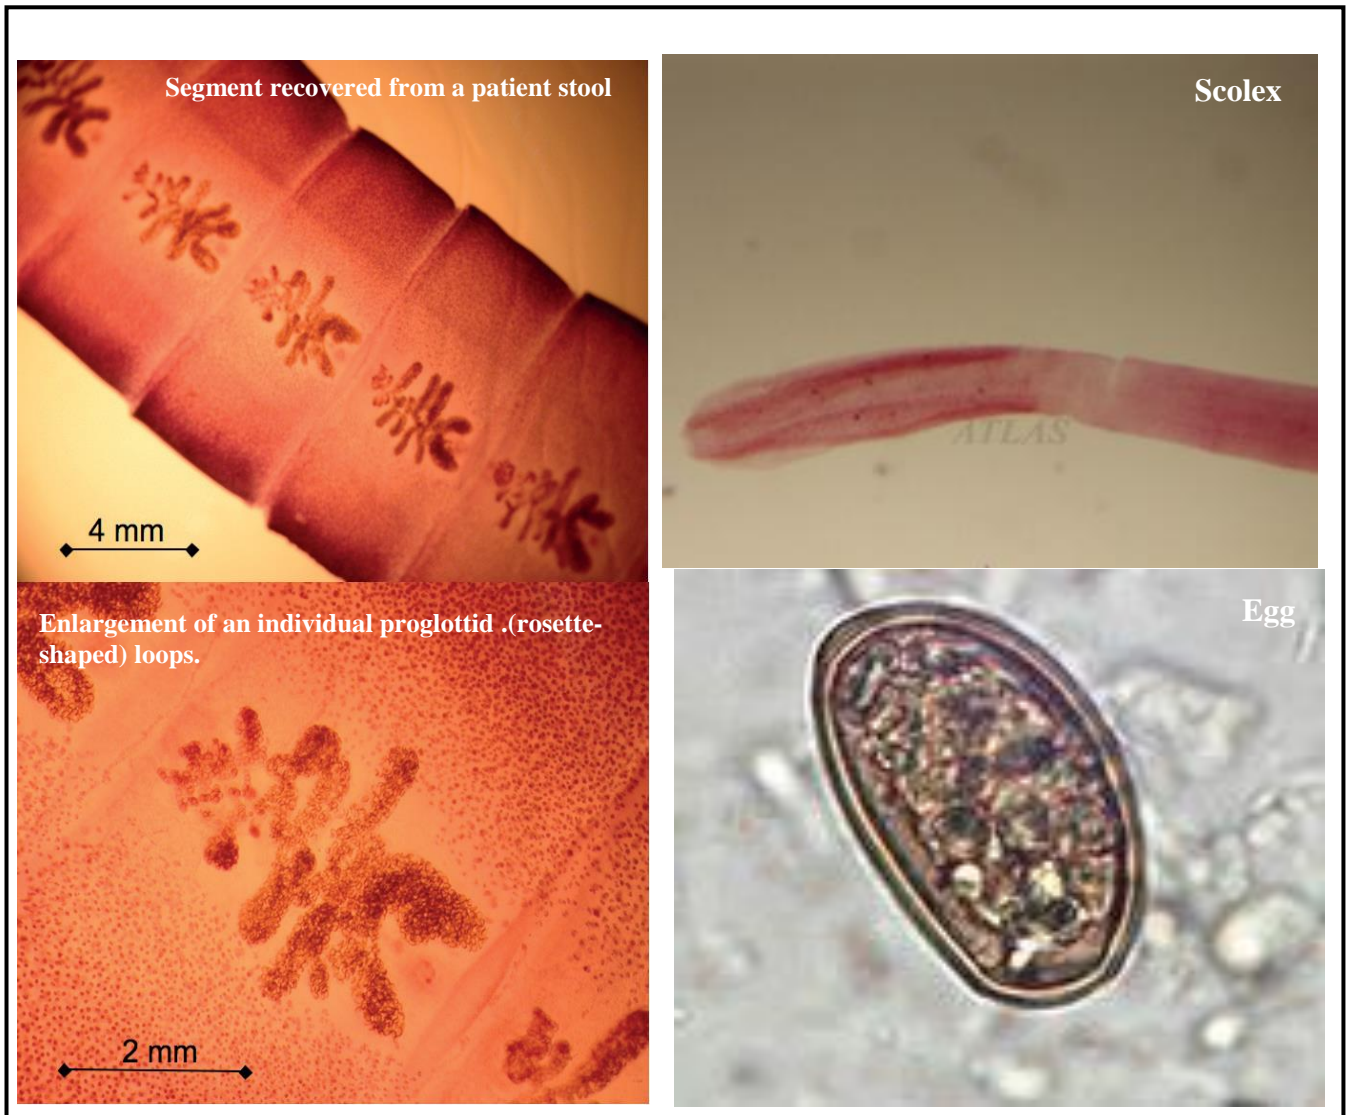 Segment recovered from a patient stool
Scolex
ATLAS
4 mm
Enlargement of an individual proglottid .(rosette-
shaped) loops.
Egg
2 mm